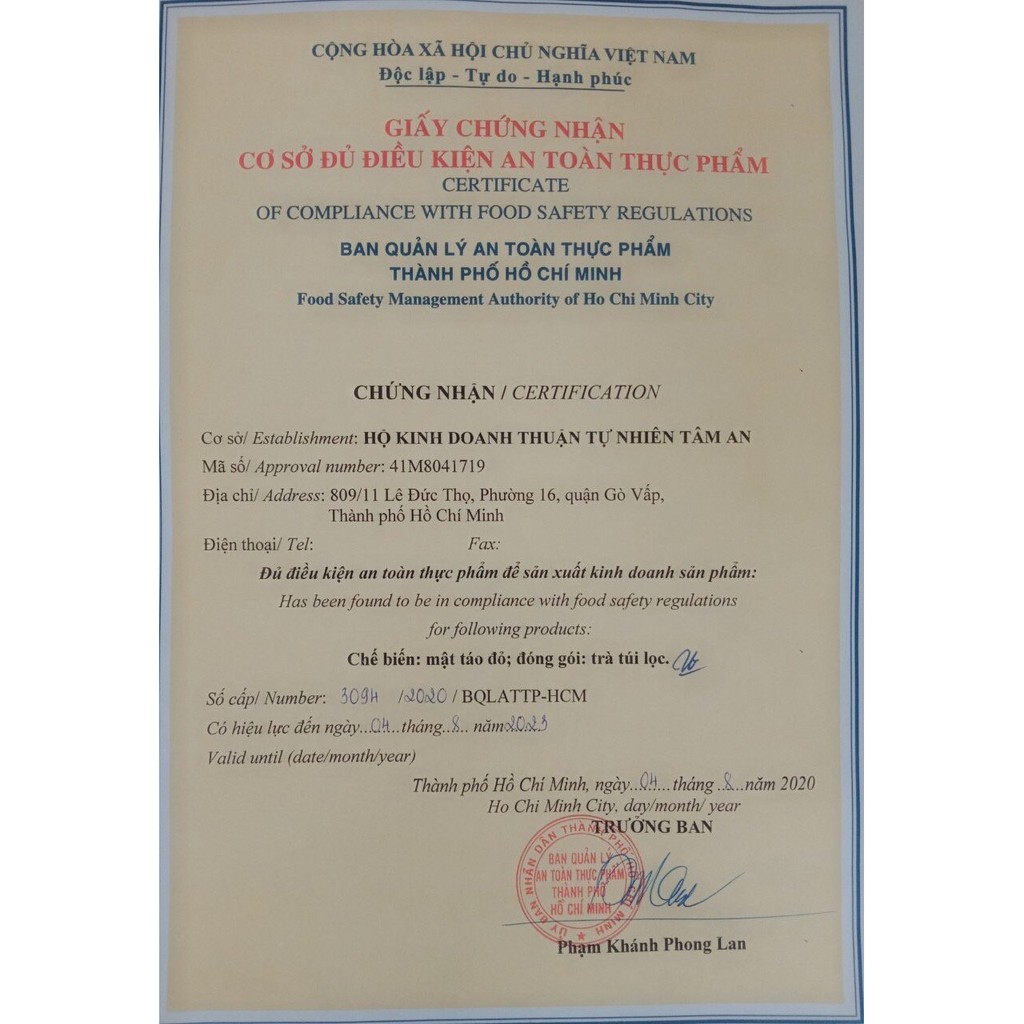 CỘNG HÒA XÃ HỘI CHỦ NGHĨA VIỆT NAM
Độc lập - Tự do - Hạnh phúc
GIẤY CHỨNG NHẬN
CƠ SỞ ĐỦ ĐIỀU KIỆN AN TOÀN THỰC PHẨM
CERTIFICATE
OF COMPLIANCE WITH FOOD SAFETY REGULATIONS
BAN QUẢN LÝ AN TOÀN THỰC PHẨM
THÀNH PHỐ HỒ CHÍ MINH
Food Safety Management Authority of Ho Chi Minh City
CHỨNG NHẬN / CERTIFICATION
Cơ sở/ Establishment: HỘ KINH DOANH THUẬN TỰ NHIÊN TÂM AN
Mã số/ Approval number: 41M8041719
Địa chỉ/ Address: 809/11 Lê Đức Thọ, Phường 16, quận Gò Vấp,
Thành phố Hồ Chí Minh
Điện thoại/ Tel: Fax:
Đủ điều kiện an toàn thực phẩm để sản xuất kinh doanh sản phẩm:
Has been found to be in compliance with food safety regulations
for following products:
Chế biến: mật táo đỏ; đóng gói: trà túi lọc.
Số cấp/ Number: 3094 /2020 / BQLATTP-HCM
Có hiệu lực đến ngày...04...tháng..8.. năm 2023
Valid until (date/month/year)
Thành phố Hồ Chí Minh, ngày..04...tháng .8...năm 2020
Ho Chi Minh City, day/month/ year
TRƯỞNG BAN
ỦY BAN NHÂN DÂN THÀNH PHỐ HỒ CHÍ MINH
BAN QUẢN LÝ
AN TOÀN THỰC PHẨM
THÀNH PHỐ
HỒ CHÍ MINH
Phạm Khánh Phong Lan